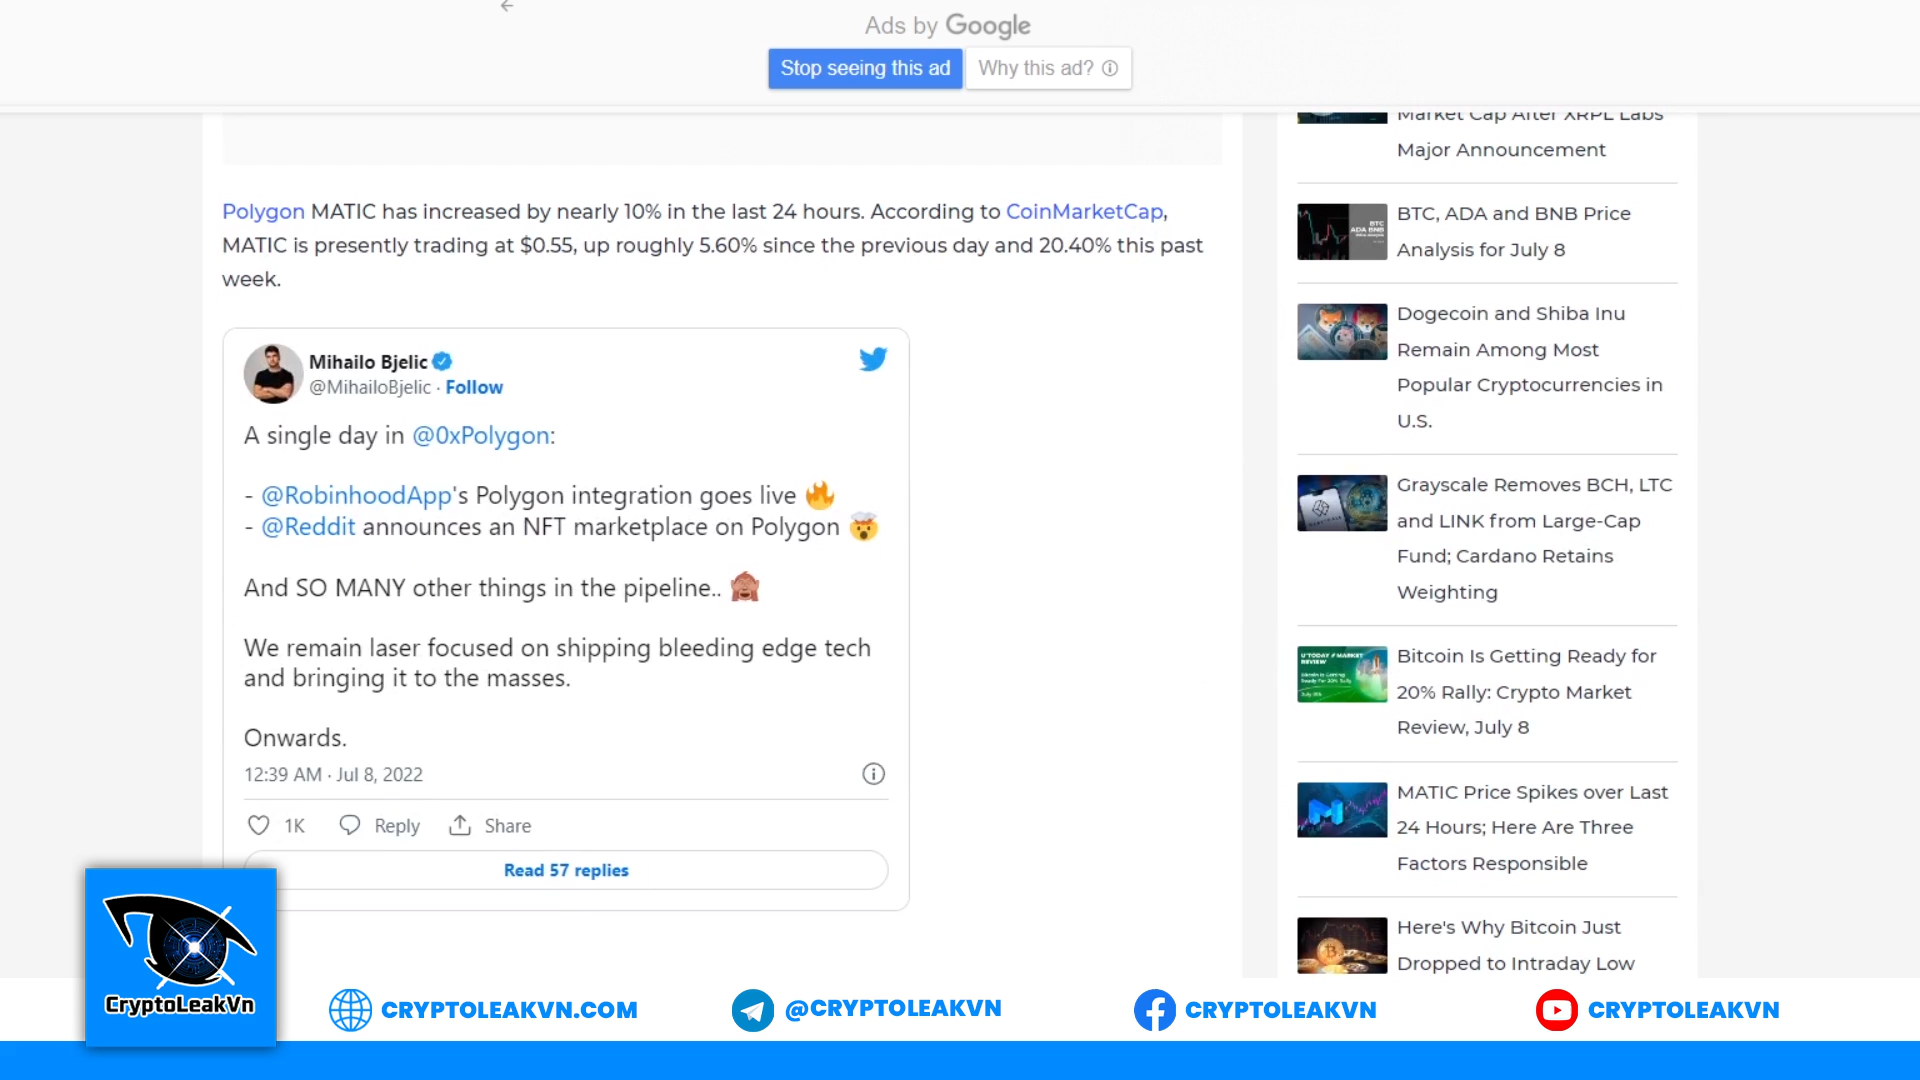 Ads by Google
Stop seeing this ad
Why this ad?
Polygon MATIC has increased by nearly 10% in the last 24 hours. According to CoinMarketCap,
MATIC is presently trading at $0.55, up roughly 5.60% since the previous day and 20.40% this past
week.
Mihailo Bjelic
@MihailoBjelic · Follow
A single day in @0xPolygon:
- @RobinhoodApp's Polygon integration goes live 🔥
- @Reddit announces an NFT marketplace on Polygon 🤯
And SO MANY other things in the pipeline.. 🙈
We remain laser focused on shipping bleeding edge tech
and bringing it to the masses.
Onwards.
12:39 AM · Jul 8, 2022
1K
Reply
Share
Read 57 replies
Market Cap After XRPL Labs
Major Announcement
BTC
ADA BNB
BTC, ADA and BNB Price
Analysis for July 8
Dogecoin and Shiba Inu
Remain Among Most
Popular Cryptocurrencies in
U.S.
Grayscale Removes BCH, LTC
and LINK from Large-Cap
Fund; Cardano Retains
Weighting
U°TODAY # MARKET
REVIEW
Bitcoin Is Getting Ready for
20% Rally: Crypto Market
Review, July 8
MATIC Price Spikes over Last
24 Hours; Here Are Three
Factors Responsible
Here's Why Bitcoin Just
Dropped to Intraday Low
CryptoLeakVn
CRYPTOLEAKVN.COM
@CRYPTOLEAKVN
CRYPTOLEAKVN
CRYPTOLEAKVN